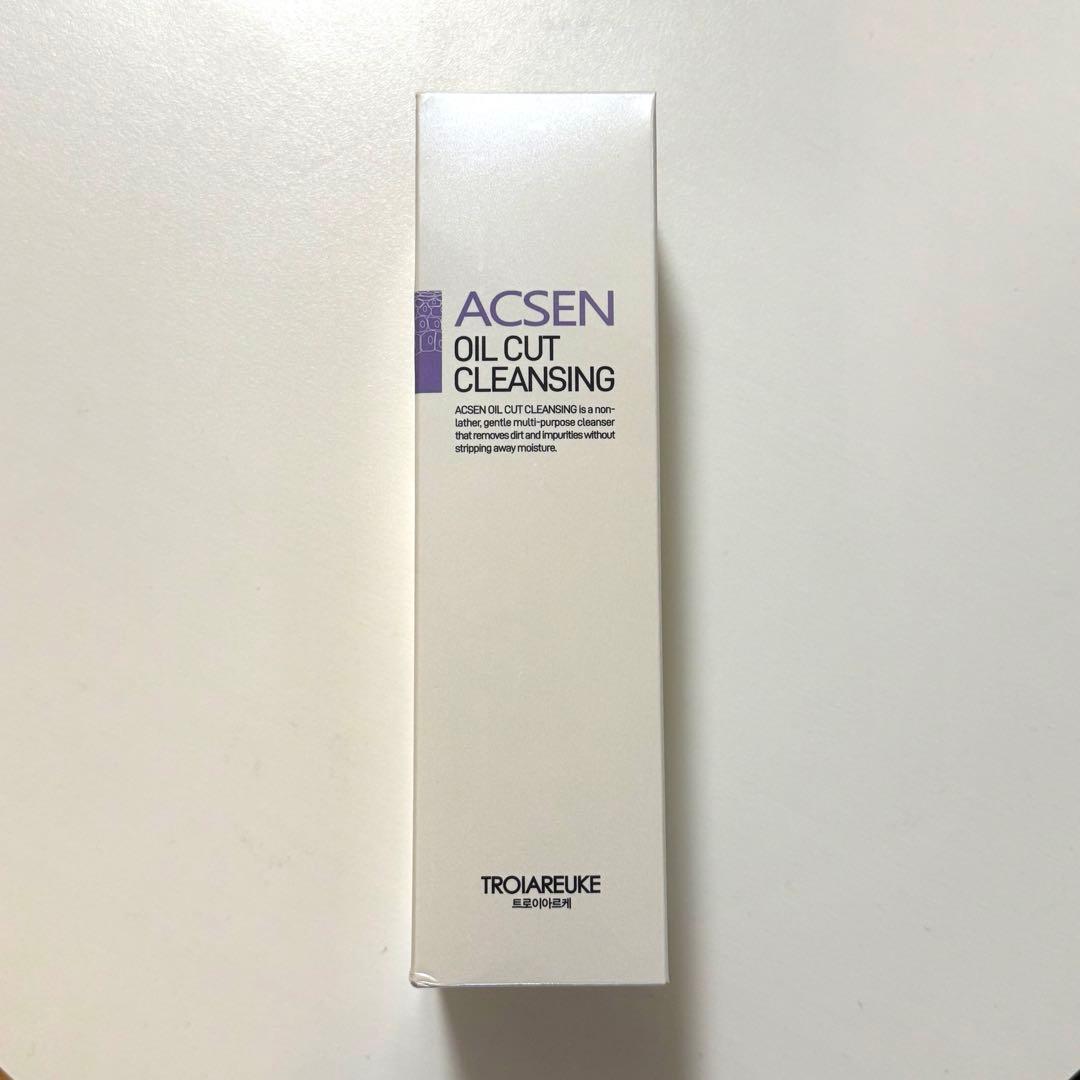 ACSEN
OIL CUT
CLEANSING
ACSEN OIL CUT CLEANSING is a non-
lather, gentle multi-purpose cleanser
that removes dirt and impurities without
stripping away moisture.
TROIAREUKE
트로이아르케